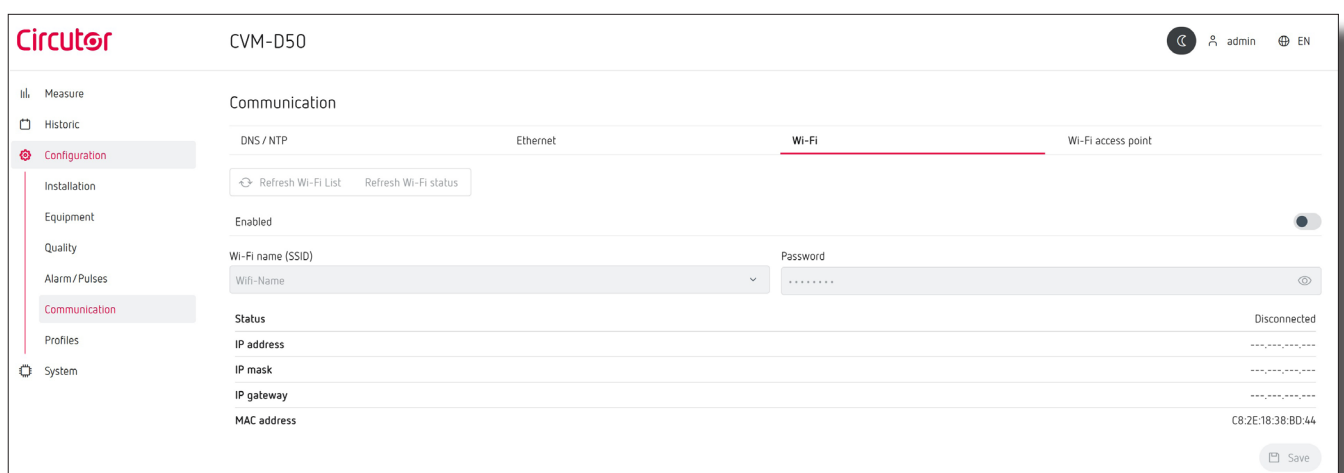 Circutor
CVM-D50
admin
EN
Measure
Historic
Configuration
Installation
Equipment
Quality
Alarm/Pulses
Communication
Profiles
System
Communication
DNS / NTP
Ethernet
Wi-Fi
Wi-Fi access point
Refresh Wi-Fi List
Refresh Wi-Fi status
Enabled
Wi-Fi name (SSID)
Password
Wifi-Name
••••••••
Status
Disconnected
IP address
---.---.---.---
IP mask
---.---.---.---
IP gateway
---.---.---.---
MAC address
C8:2E:18:38:BD:44
Save